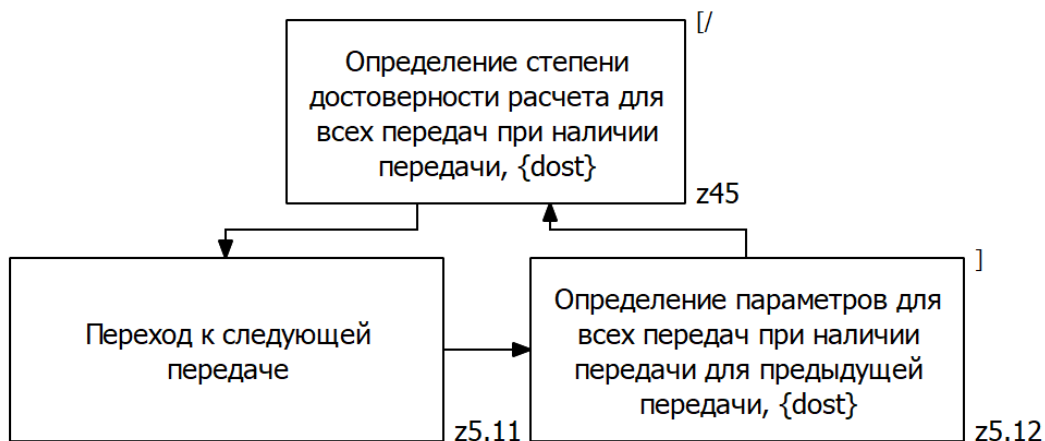 [/
Определение степени
достоверности расчета для
всех передач при наличии
передачи, {dost}
z45
]
Переход к следующей
передаче
z5.11
Определение параметров для
всех передач при наличии
передачи для предыдущей
передачи, {dost}
z5.12